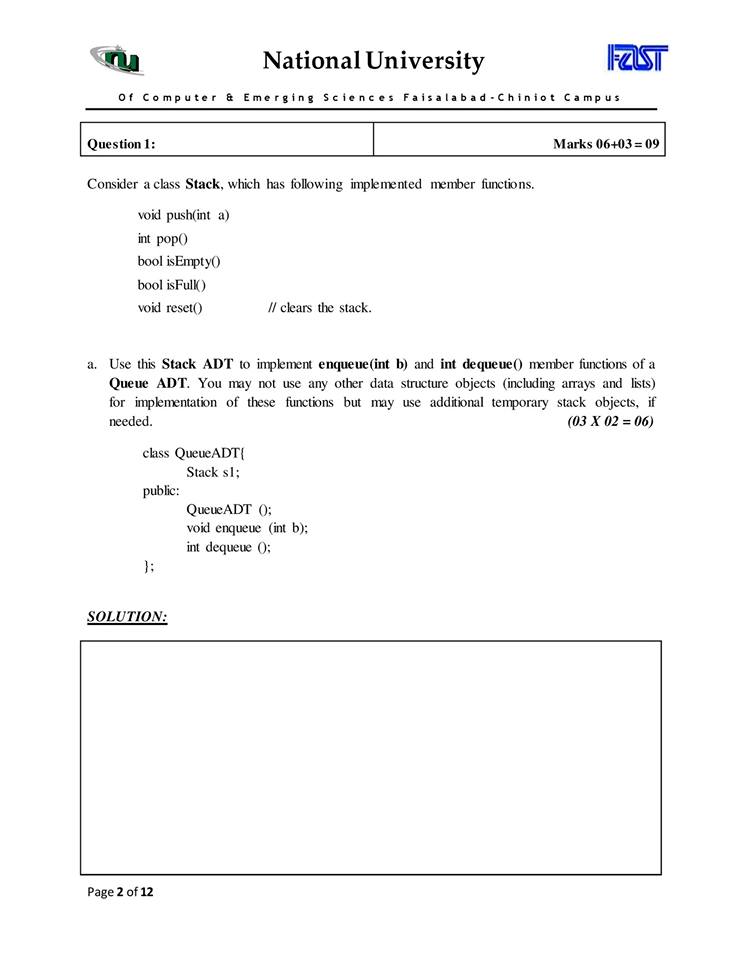 nu
National University
FAST
Of Computer & Emerging Sciences Faisalabad-Chiniot Campus
Question 1:
Marks 06+03 = 09
Consider a class Stack, which has following implemented member functions.
void push(int a)
int pop()
bool isEmpty()
bool isFull()
void reset() // clears the stack.
a. Use this Stack ADT to implement enqueue(int b) and int dequeue() member functions of a
Queue ADT. You may not use any other data structure objects (including arrays and lists)
for implementation of these functions but may use additional temporary stack objects, if
needed. (03 X 02 = 06)
class QueueADT{
Stack s1;
public:
QueueADT ();
void enqueue (int b);
int dequeue ();
};
SOLUTION:
Page 2 of 12